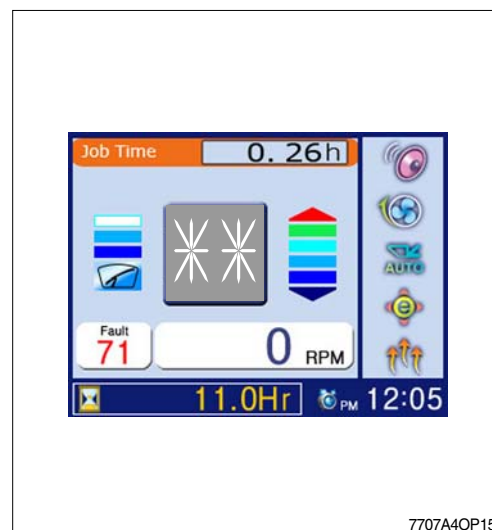 Job Time 0.26h
AUTO
e
Fault
71
0 RPM
11.0Hr PM 12:05
7707A4OP15